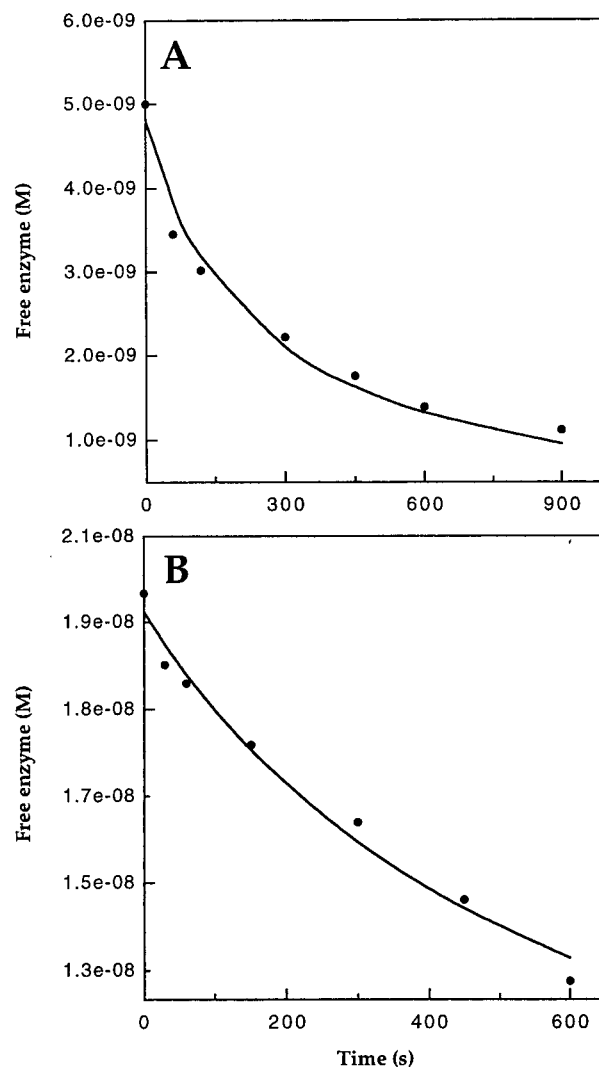 6.0e-09
A
5.0e-09
4.0e-09
3.0e-09
2.0e-09
1.0e-09
Free enzyme (M)
0 300 600 900
2.1e-08
B
1.9e-08
1.8e-08
1.7e-08
1.5e-08
1.3e-08
Free enzyme (M)
0 200 400 600
Time (s)